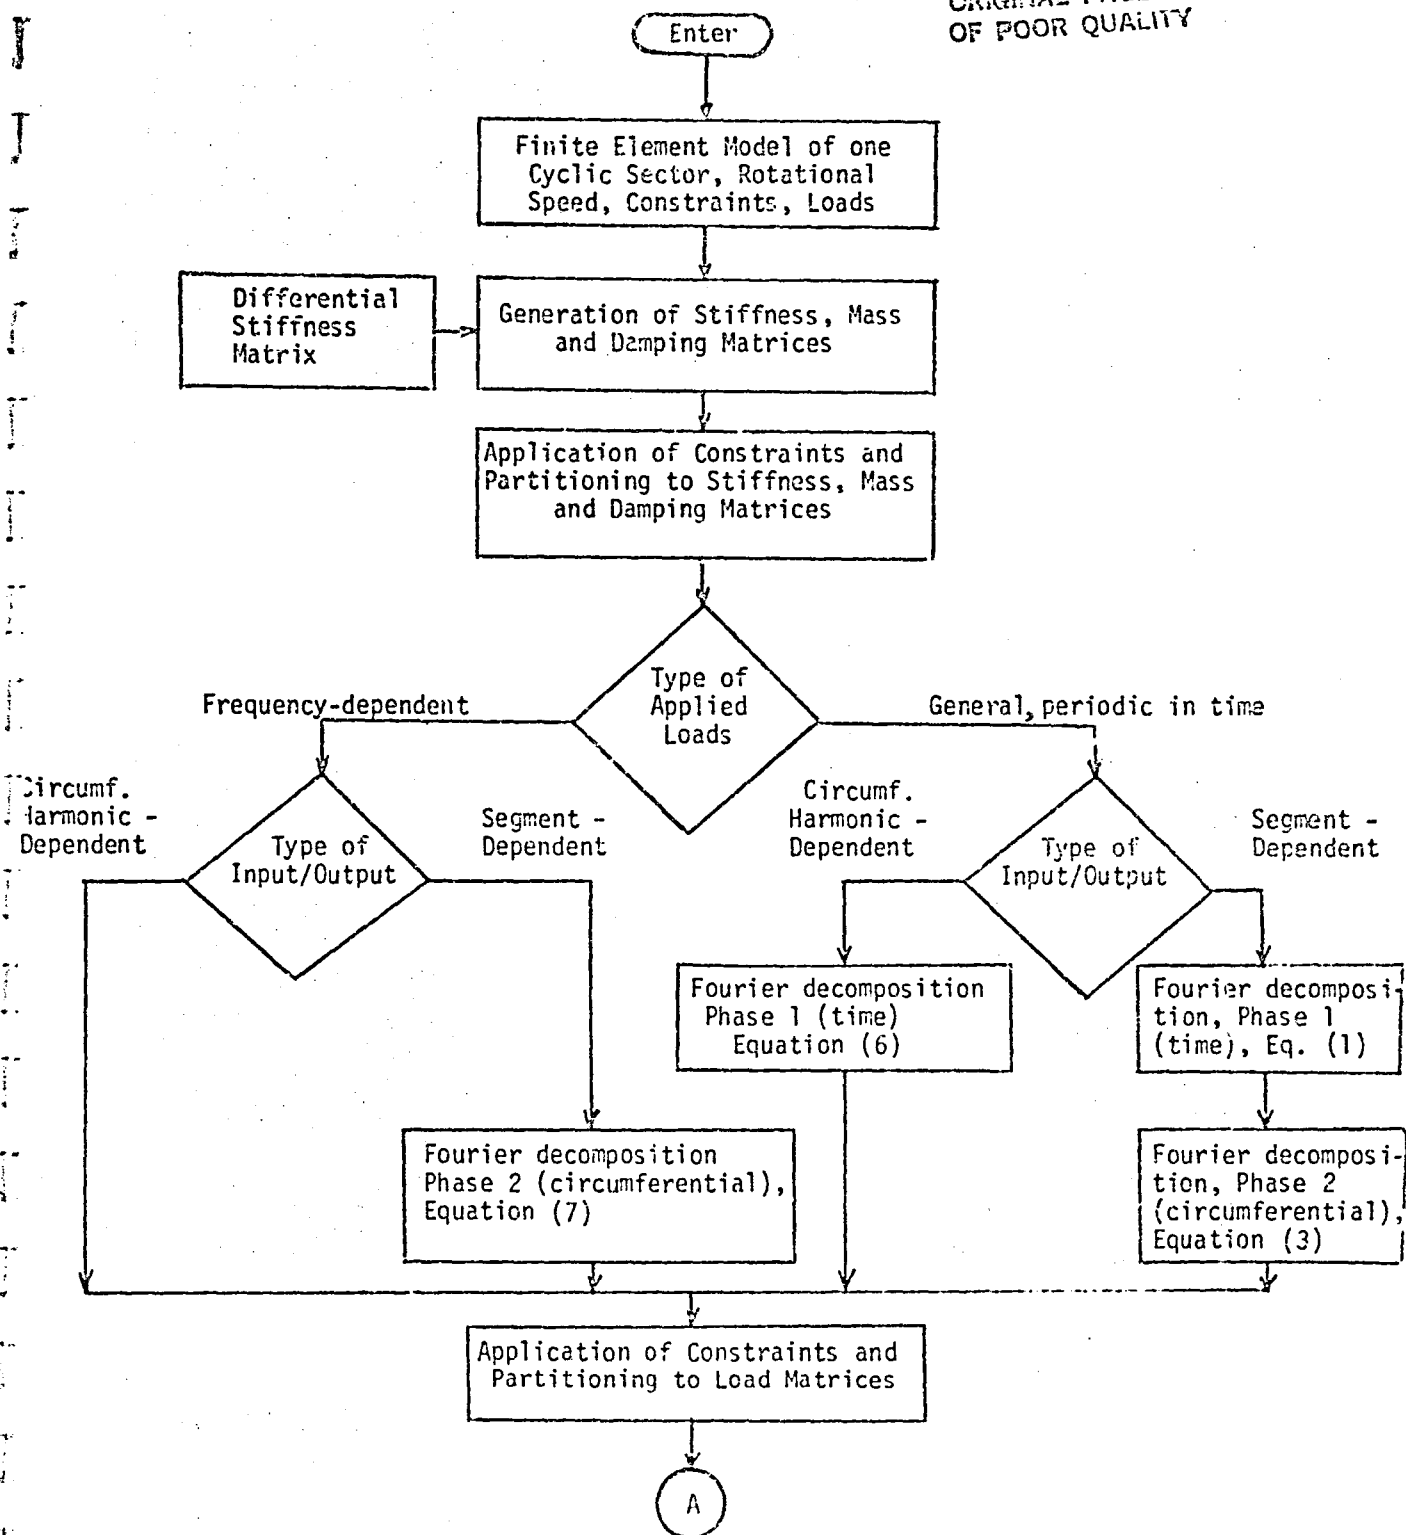 OF POOR QUALITY
Enter
Finite Element Model of one
Cyclic Sector, Rotational
Speed, Constraints, Loads
Differential
Stiffness
Matrix
Generation of Stiffness, Mass
and Damping Matrices
Application of Constraints and
Partitioning to Stiffness, Mass
and Damping Matrices
Type of
Applied
Loads
Frequency-dependent
General, periodic in time
Circumf.
Harmonic -
Dependent
Type of
Input/Output
Segment -
Dependent
Circumf.
Harmonic -
Dependent
Type of
Input/Output
Segment -
Dependent
Fourier decomposition
Phase 1 (time)
Equation (6)
Fourier decomposi-
tion, Phase 1
(time), Eq. (1)
Fourier decomposition
Phase 2 (circumferential),
Equation (7)
Fourier decomposi-
tion, Phase 2
(circumferential),
Equation (3)
Application of Constraints and
Partitioning to Load Matrices
A